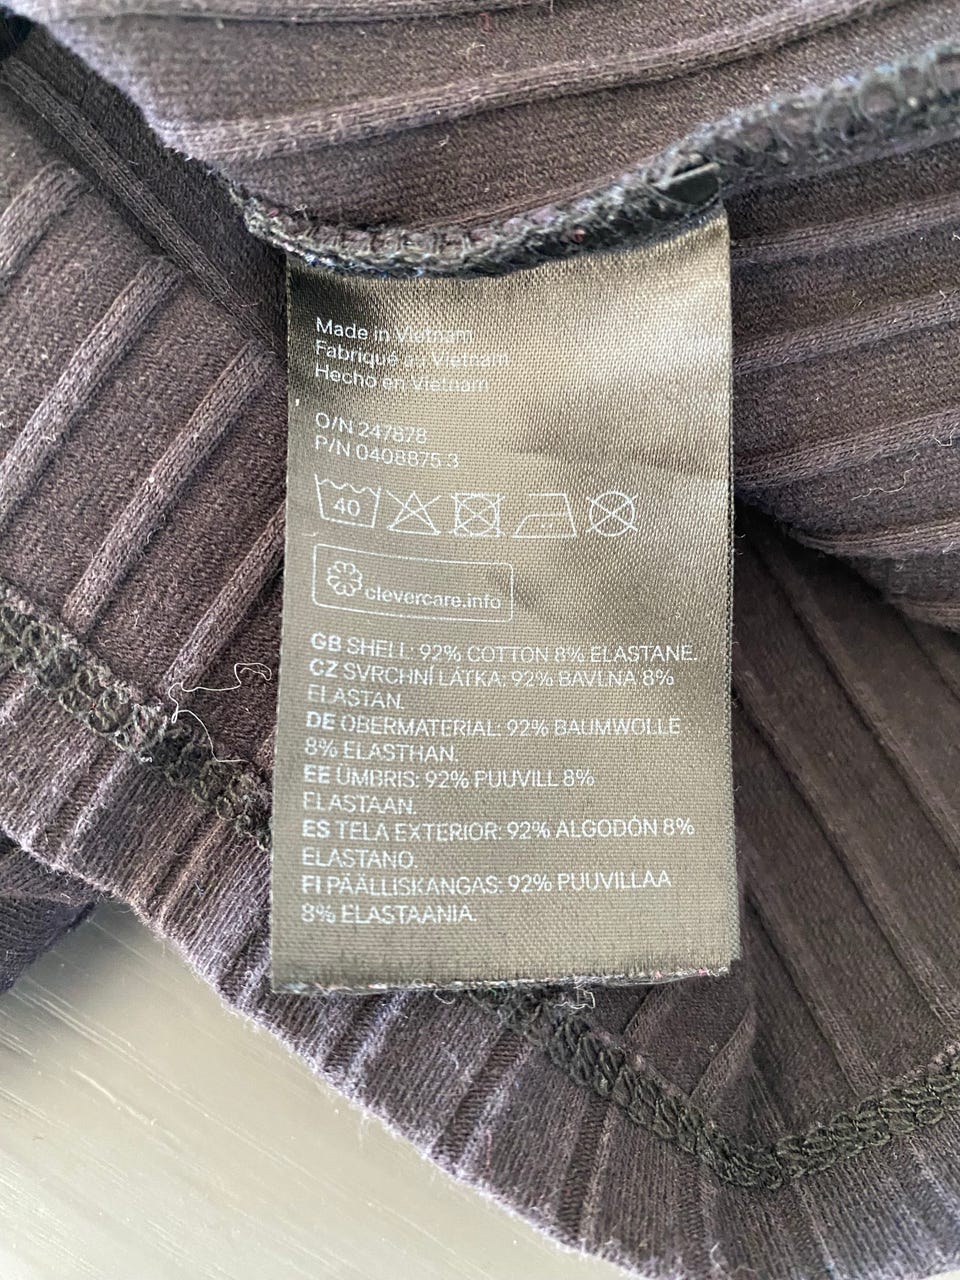 Made in Vietnam
Fabriqué au Vietnam
Hecho en Vietnam
O/N 247878
P/N 0408875.3
40
clevercare.info
GB SHELL: 92% COTTON 8% ELASTANE.
CZ SVRCHNÍ LÁTKA: 92% BAVLNA 8%
ELASTAN.
DE OBERMATERIAL: 92% BAUMWOLLE
8% ELASTHAN.
EE ÜMBRIS: 92% PUUVILL 8%
ELASTAAN.
ES TELA EXTERIOR: 92% ALGODÓN 8%
ELASTANO.
FI PÄÄLLISKANGAS: 92% PUUVILLAA
8% ELASTAANIA.